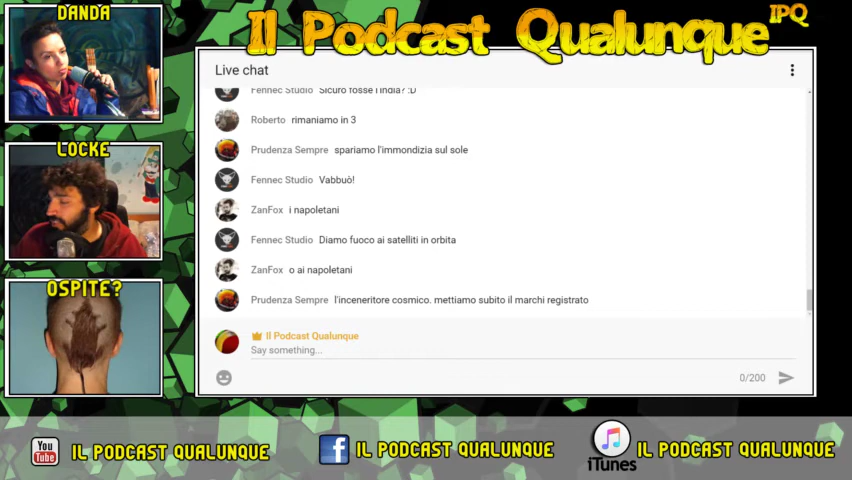 DANDA
Il Podcast Qualunque IPQ
Live chat
Fennec Studio Sicuro fosse l'india? :D
Roberto rimaniamo in 3
Prudenza Sempre spariamo l'immondizia sul sole
LOCKE
Fennec Studio Vabbuò!
ZanFox i napoletani
Fennec Studio Diamo fuoco ai satelliti in orbita
ZanFox o ai napoletani
OSPITE?
Prudenza Sempre l'inceneritore cosmico. mettiamo subito il marchi registrato
Il Podcast Qualunque
Say something...
0/200
You Tube IL PODCAST QUALUNQUE
f IL PODCAST QUALUNQUE
iTunes IL PODCAST QUALUNQUE